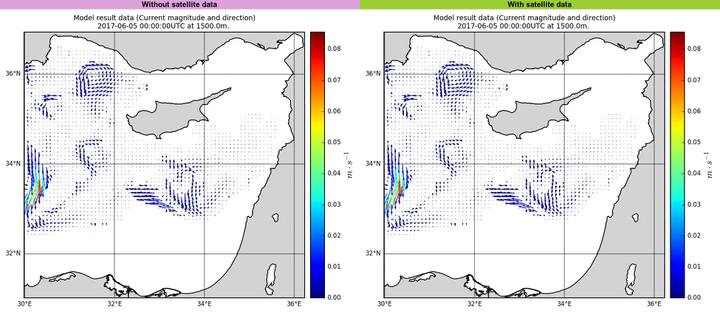 Without satellite data
Model result data (Current magnitude and direction)
2017-06-05 00:00:00UTC at 1500.0m.
36°N
34°N
32°N
30°E
32°E
34°E
36°E
0.08
0.07
0.06
0.05
0.04
0.03
0.02
0.01
0.00
m · s⁻¹
With satellite data
Model result data (Current magnitude and direction)
2017-06-05 00:00:00UTC at 1500.0m.
36°N
34°N
32°N
30°E
32°E
34°E
36°E
0.08
0.07
0.06
0.05
0.04
0.03
0.02
0.01
0.00
m · s⁻¹